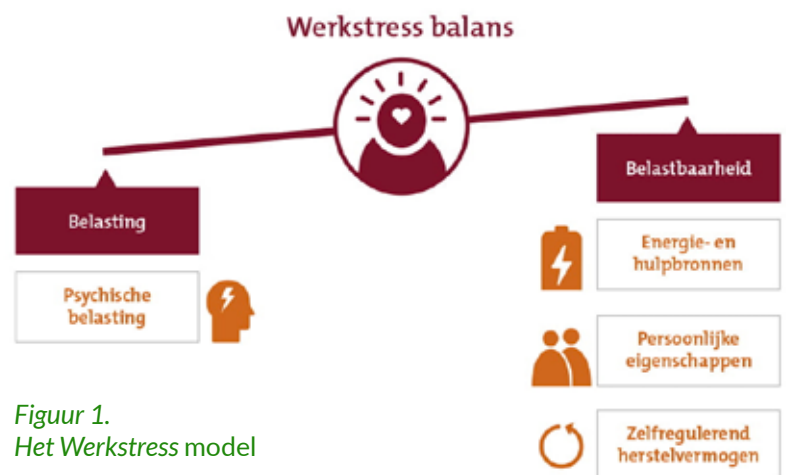 Werkstress balans
Belasting
Psychische
belasting
Belastbaarheid
Energie- en
hulpbronnen
Persoonlijke
eigenschappen
Zelfregulerend
herstelvermogen
Figuur 1.
Het Werkstress model